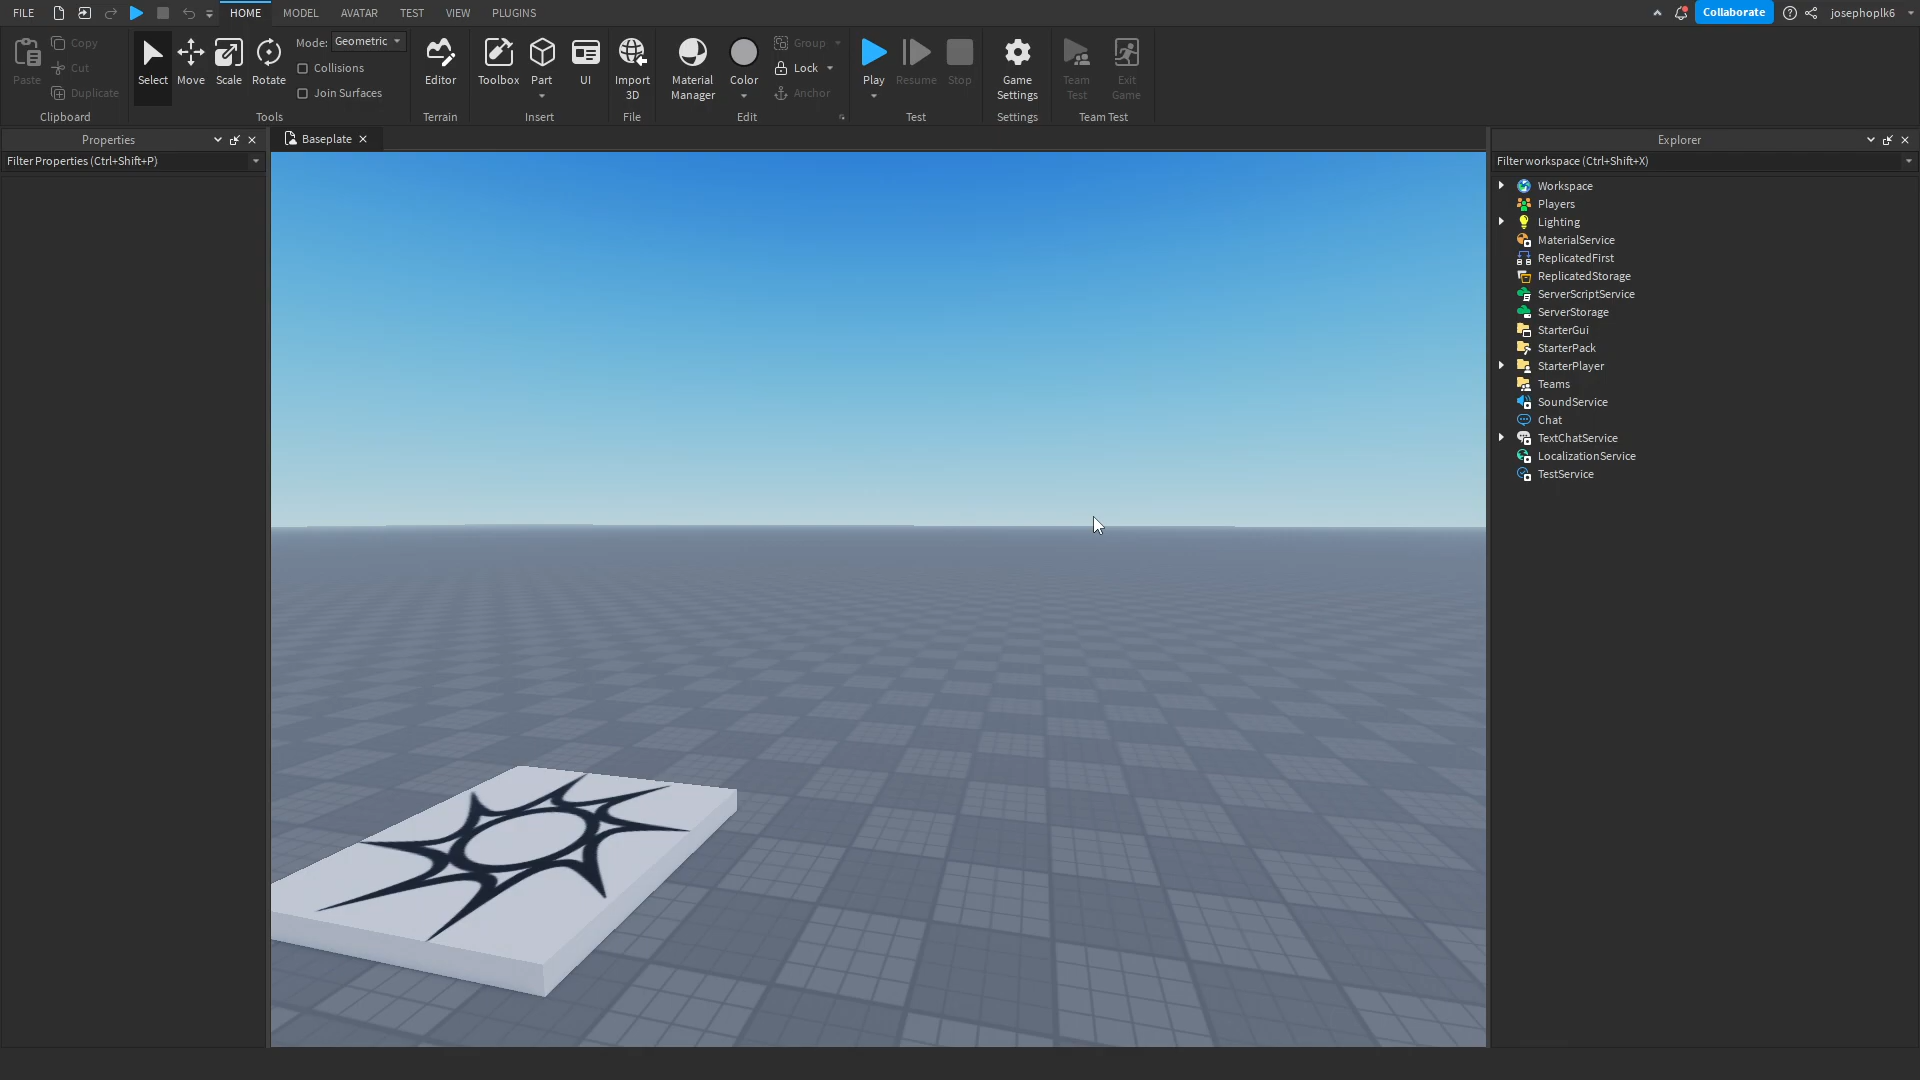 FILE HOME MODEL AVATAR TEST VIEW PLUGINS Collaborate josephoplk6
Paste Copy Cut Duplicate Clipboard
Select Move Scale Rotate Mode: Geometric Collisions Join Surfaces Tools
Editor Terrain
Toolbox Part UI Insert
Import 3D File
Material Manager Color Group Lock Anchor Edit
Play Resume Stop Test
Game Settings Settings
Team Test Exit Game Team Test
Properties
Filter Properties (Ctrl+Shift+P)
Baseplate
Explorer
Filter workspace (Ctrl+Shift+X)
Workspace
Players
Lighting
MaterialService
ReplicatedFirst
ReplicatedStorage
ServerScriptService
ServerStorage
StarterGui
StarterPack
StarterPlayer
Teams
SoundService
Chat
TextChatService
LocalizationService
TestService